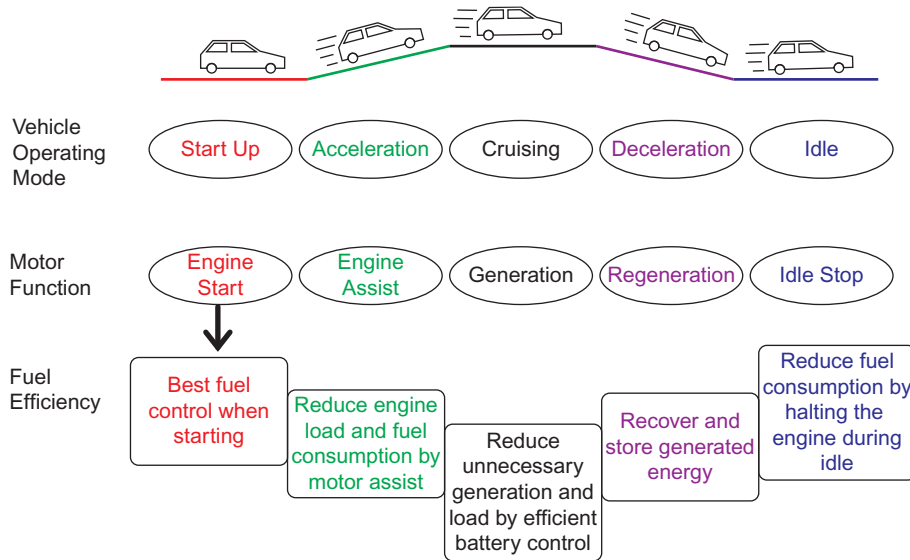 Vehicle
Operating
Mode
Start Up
Acceleration
Cruising
Deceleration
Idle
Motor
Function
Engine
Start
Engine
Assist
Generation
Regeneration
Idle Stop
Fuel
Efficiency
Best fuel
control when
starting
Reduce engine
load and fuel
consumption by
motor assist
Reduce
unnecessary
generation and
load by efficient
battery control
Recover and
store generated
energy
Reduce fuel
consumption by
halting the
engine during
idle